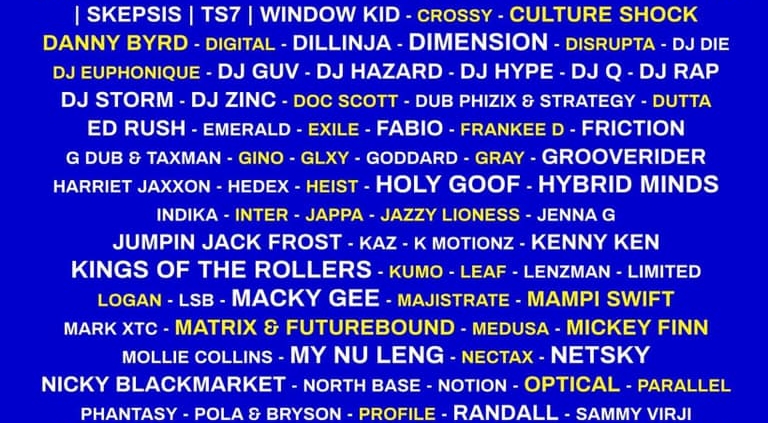 | SKEPSIS | TS7 | WINDOW KID - CROSSY - CULTURE SHOCK
DANNY BYRD - DIGITAL - DILLINJA - DIMENSION - DISRUPTA - DJ DIE
DJ EUPHONIQUE - DJ GUV - DJ HAZARD - DJ HYPE - DJ Q - DJ RAP
DJ STORM - DJ ZINC - DOC SCOTT - DUB PHIZIX & STRATEGY - DUTTA
ED RUSH - EMERALD - EXILE - FABIO - FRANKEE D - FRICTION
G DUB & TAXMAN - GINO - GLXY - GODDARD - GRAY - GROOVERIDER
HARRIET JAXXON - HEDEX - HEIST - HOLY GOOF - HYBRID MINDS
INDIKA - INTER - JAPPA - JAZZY LIONESS - JENNA G
JUMPIN JACK FROST - KAZ - K MOTIONZ - KENNY KEN
KINGS OF THE ROLLERS - KUMO - LEAF - LENZMAN - LIMITED
LOGAN - LSB - MACKY GEE - MAJISTRATE - MAMPI SWIFT
MARK XTC - MATRIX & FUTUREBOUND - MEDUSA - MICKEY FINN
MOLLIE COLLINS - MY NU LENG - NECTAX - NETSKY
NICKY BLACKMARKET - NORTH BASE - NOTION - OPTICAL - PARALLEL
PHANTASY - POLA & BRYSON - PROFILE - RANDALL - SAMMY VIRJI